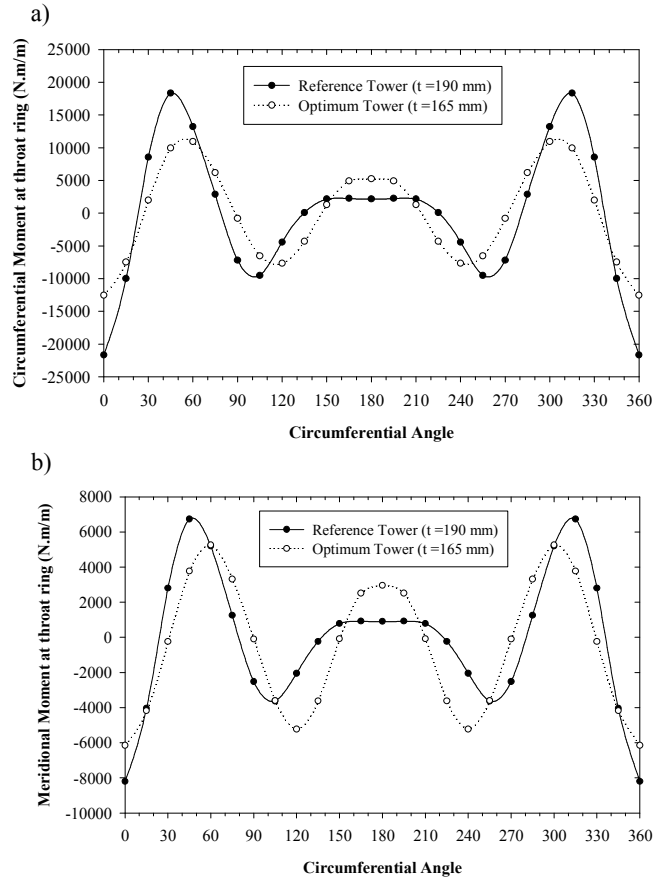 a)
Circumferential Moment at throat ring (N.m/m)
25000
20000
15000
10000
5000
0
-5000
-10000
-15000
-20000
-25000
Reference Tower (t =190 mm)
Optimum Tower (t =165 mm)
0 30 60 90 120 150 180 210 240 270 300 330 360
Circumferential Angle
b)
Meridional Moment at throat ring (N.m/m)
8000
6000
4000
2000
0
-2000
-4000
-6000
-8000
-10000
Reference Tower (t =190 mm)
Optimum Tower (t =165 mm)
0 30 60 90 120 150 180 210 240 270 300 330 360
Circumferential Angle